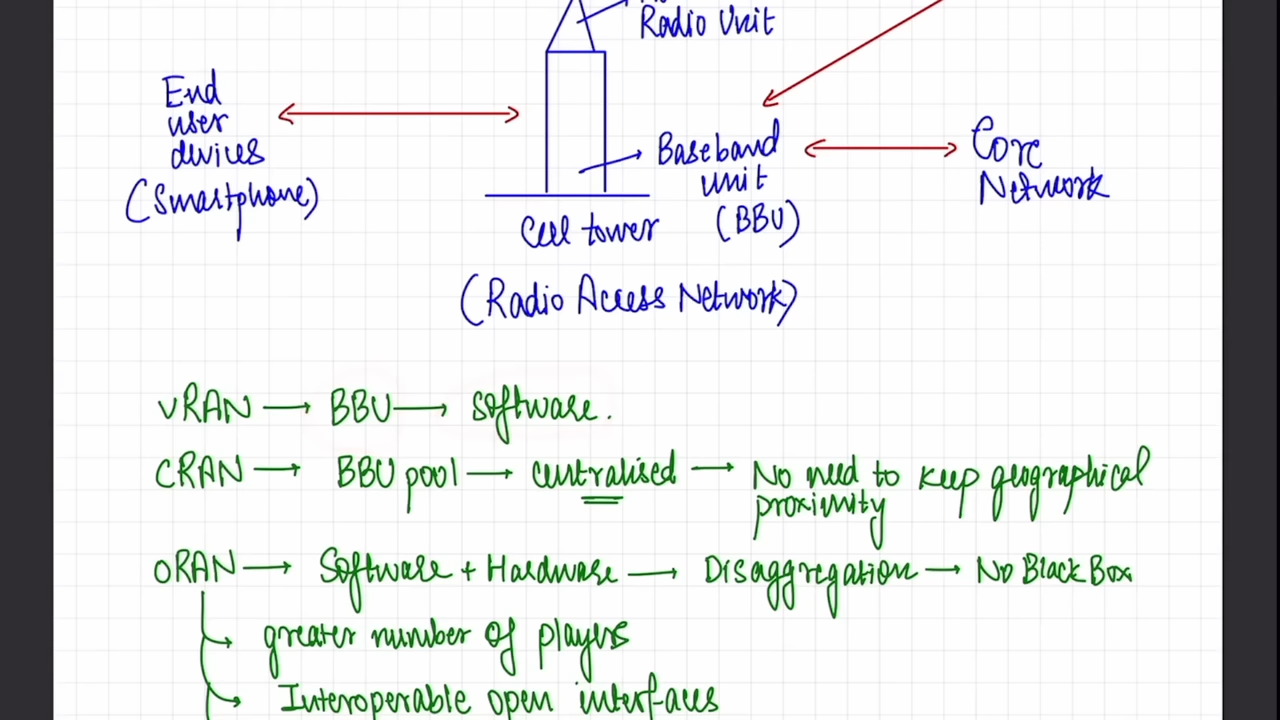 Radio Unit
End
user
devices
(Smartphone)
Baseband
unit
(BBU)
Core
Network
Cell tower
(Radio Access Network)
vRAN → BBU → Software.
CRAN → BBU pool → centralised → No need to keep geographical
proximity
ORAN → Software + Hardware → Disaggregation → No Black Box
greater number of players
Interoperable open interfaces